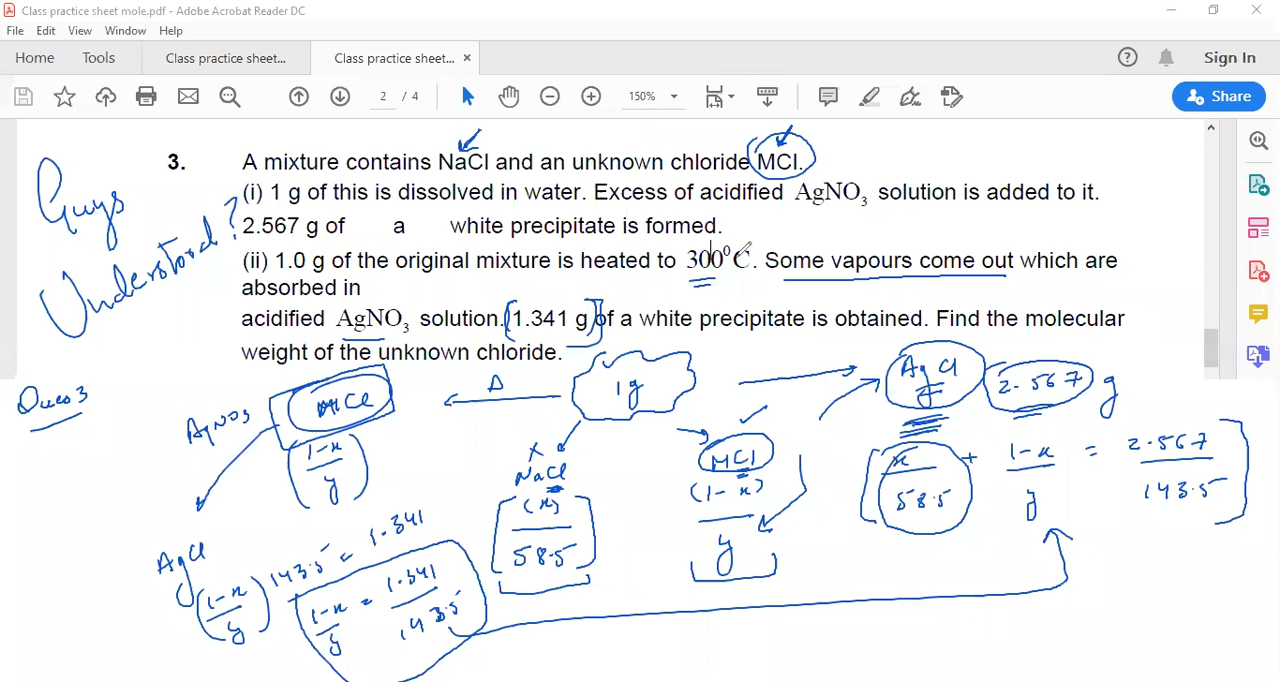 Class practice sheet mole.pdf - Adobe Acrobat Reader DC
File Edit View Window Help
Home Tools Class practice sheet... Class practice sheet... × Sign In
2 / 4 150% Share
3. A mixture contains NaCl and an unknown chloride MCl.
(i) 1 g of this is dissolved in water. Excess of acidified AgNO₃ solution is added to it.
2.567 g of a white precipitate is formed.
(ii) 1.0 g of the original mixture is heated to 300⁰C. Some vapours come out which are
absorbed in
acidified AgNO₃ solution. [1.341 g] of a white precipitate is obtained. Find the molecular
weight of the unknown chloride.
Guys
Understood?
Ques 3
AgNO3
MCl
1-x
y
Δ
1g
AgCl
2.567 g
x
NaCl
(x)
58.5
MCl
(1-x)
y
x/58.5 + 1-x/y = 2.567/143.5
AgCl
(1-x/y) 143.5 = 1.341
1-x/y = 1.341/143.5